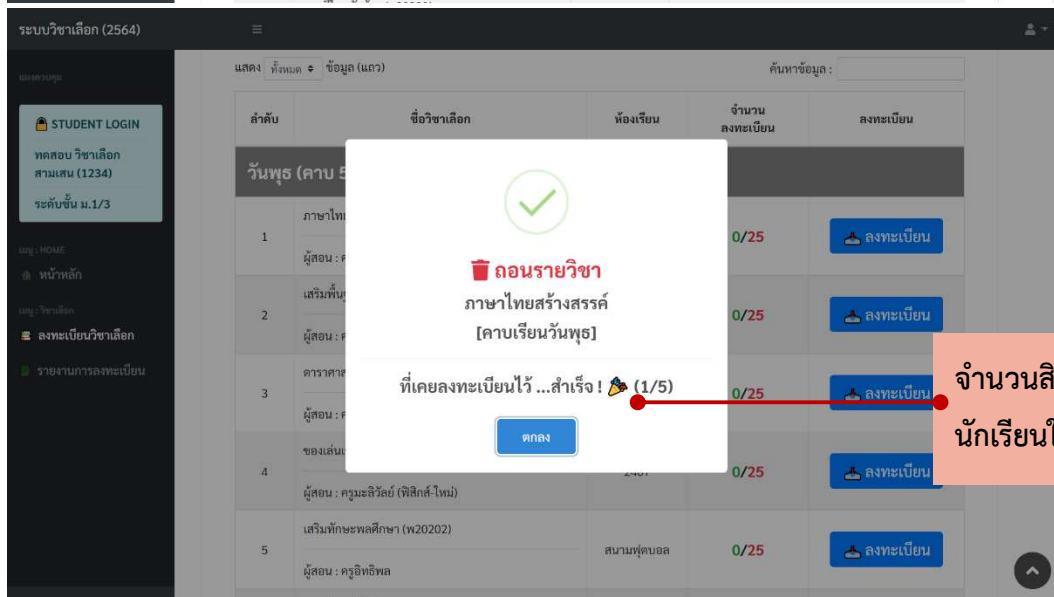 ระบบวิชาเลือก (2564)
แผงควบคุม
STUDENT LOGIN
ทดสอบ วิชาเลือก
สามเสน (1234)
ระดับชั้น ม.1/3
เมนู : HOME
หน้าหลัก
เมนู : วิชาเลือก
ลงทะเบียนวิชาเลือก
รายงานการลงทะเบียน
แสดง ทั้งหมด ข้อมูล (แถว)
ค้นหาข้อมูล :
ลำดับ ชื่อวิชาเลือก ห้องเรียน จำนวน ลงทะเบียน
ลงทะเบียน
วันพุธ (คาบ 5
ภาษาไทย
1 0/25 ลงทะเบียน
ผู้สอน :
เสริมพื้นฐ
2 0/25 ลงทะเบียน
ผู้สอน :
ดาราศาส
3 0/25 ลงทะเบียน
ผู้สอน :
ของเล่น
4 0/25 ลงทะเบียน
ผู้สอน : ครูมะลิวัลย์ (ฟิสิกส์-ใหม่)
เสริมทักษะพลศึกษา (พ20202)
5 สนามฟุตบอล 0/25 ลงทะเบียน
ผู้สอน : ครูอิทธิพล
ถอนรายวิชา
ภาษาไทยสร้างสรรค์
[คาบเรียนวันพุธ]
ที่เคยลงทะเบียนไว้ ...สำเร็จ ! (1/5)
ตกลง
จำนวนสิ
นักเรียนใ